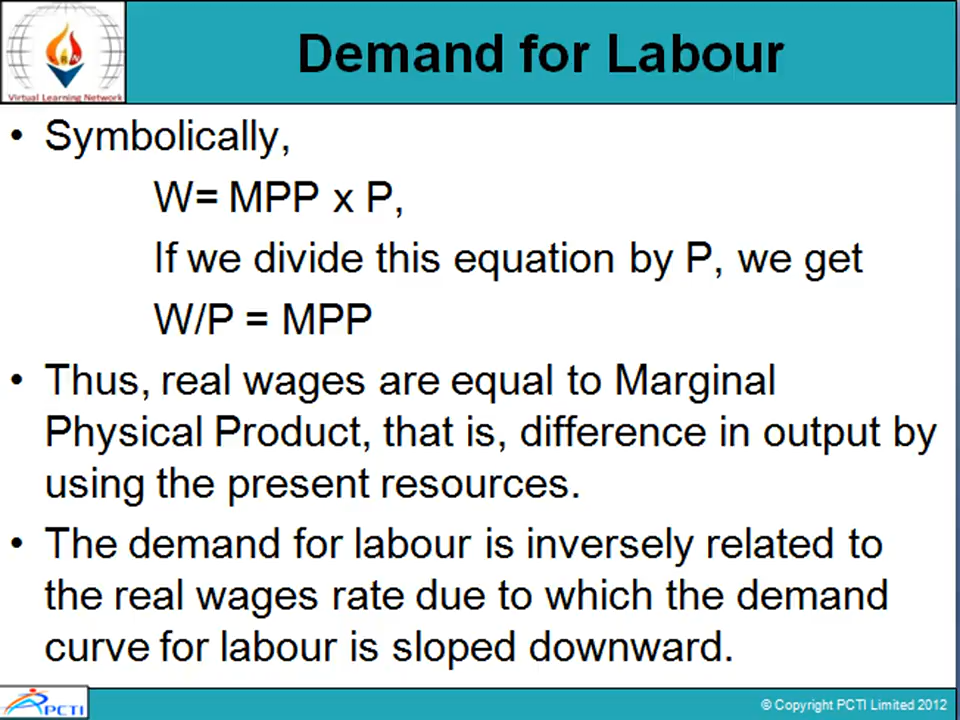 Demand for Labour
Virtual Learning Network
• Symbolically,
W= MPP x P,
If we divide this equation by P, we get
W/P = MPP
• Thus, real wages are equal to Marginal
Physical Product, that is, difference in output by
using the present resources.
• The demand for labour is inversely related to
the real wages rate due to which the demand
curve for labour is sloped downward.
PCTI
© Copyright PCTI Limited 2012